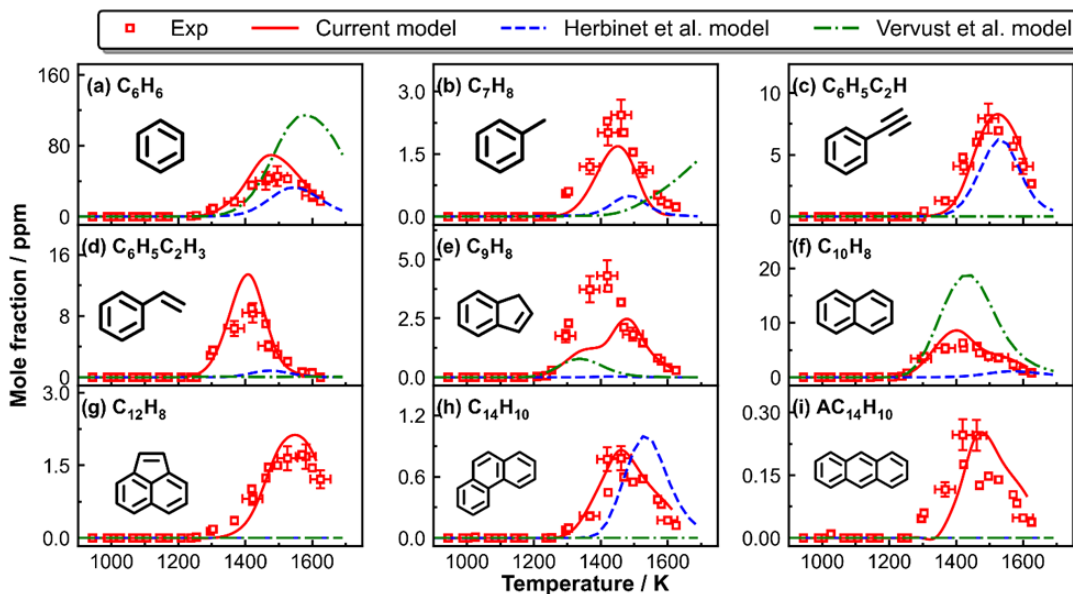 Exp Current model Herbinet et al. model Vervust et al. model
Mole fraction / ppm
(a) C6H6
160
80
0
(b) C7H8
3.0
1.5
0.0
(c) C6H5C2H
10
5
0
(d) C6H5C2H3
16
8
0
(e) C9H8
5.0
2.5
0.0
(f) C10H8
20
10
0
(g) C12H8
3.0
1.5
0.0
1000 1200 1400 1600
(h) C14H10
1.0
0.6
0.0
1000 1200 1400 1600
(i) AC14H10
0.30
0.15
0.00
1000 1200 1400 1600
Temperature / K